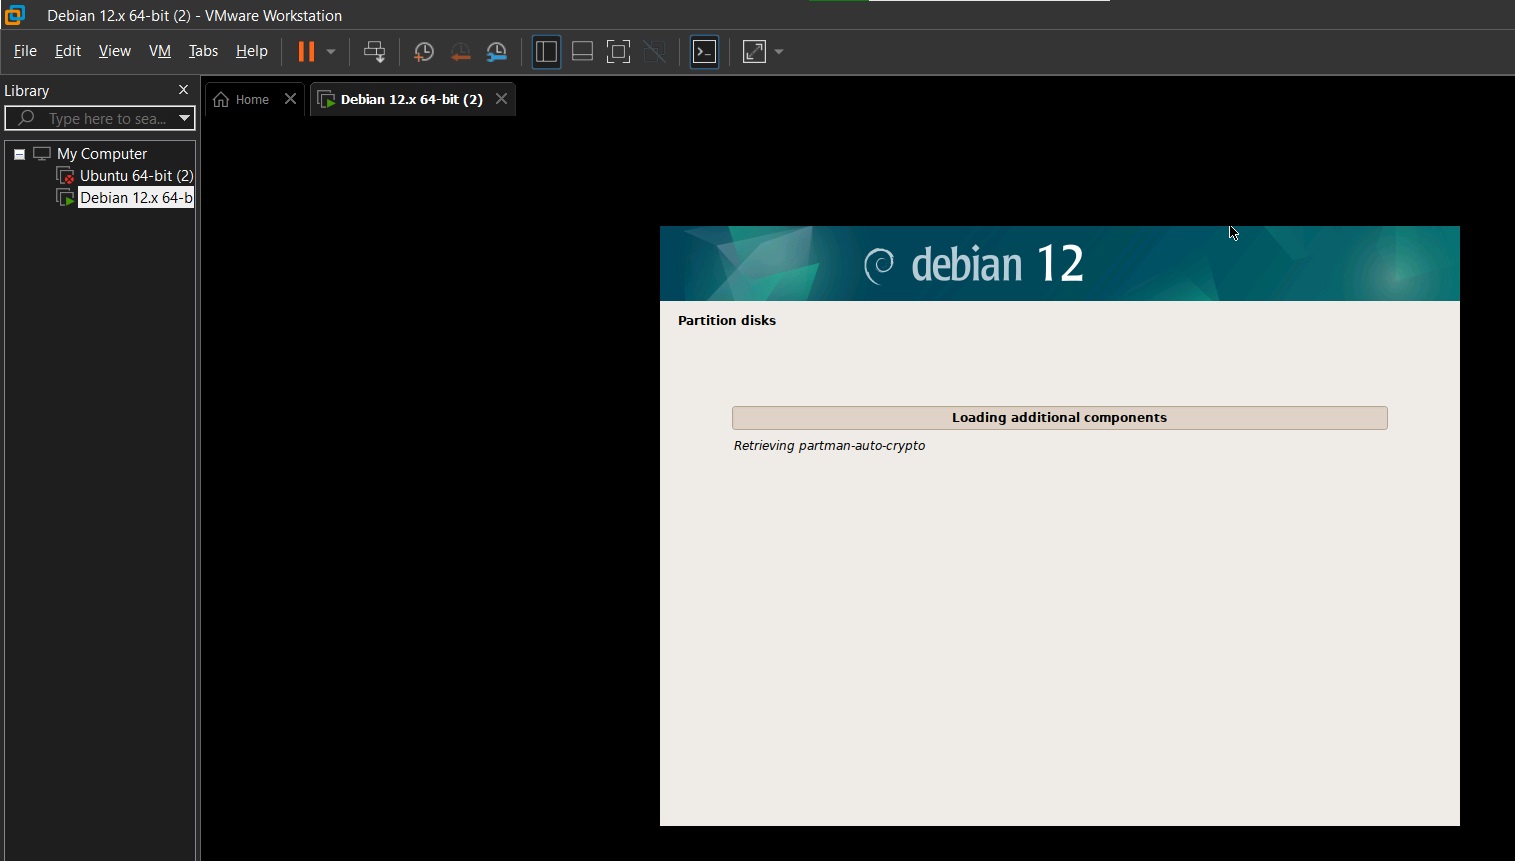 Debian 12.x 64-bit (2) - VMware Workstation
File Edit View VM Tabs Help
Library
Type here to sea...
Home
Debian 12.x 64-bit (2)
My Computer
Ubuntu 64-bit (2)
Debian 12.x 64-b
debian 12
Partition disks
Loading additional components
Retrieving partman-auto-crypto